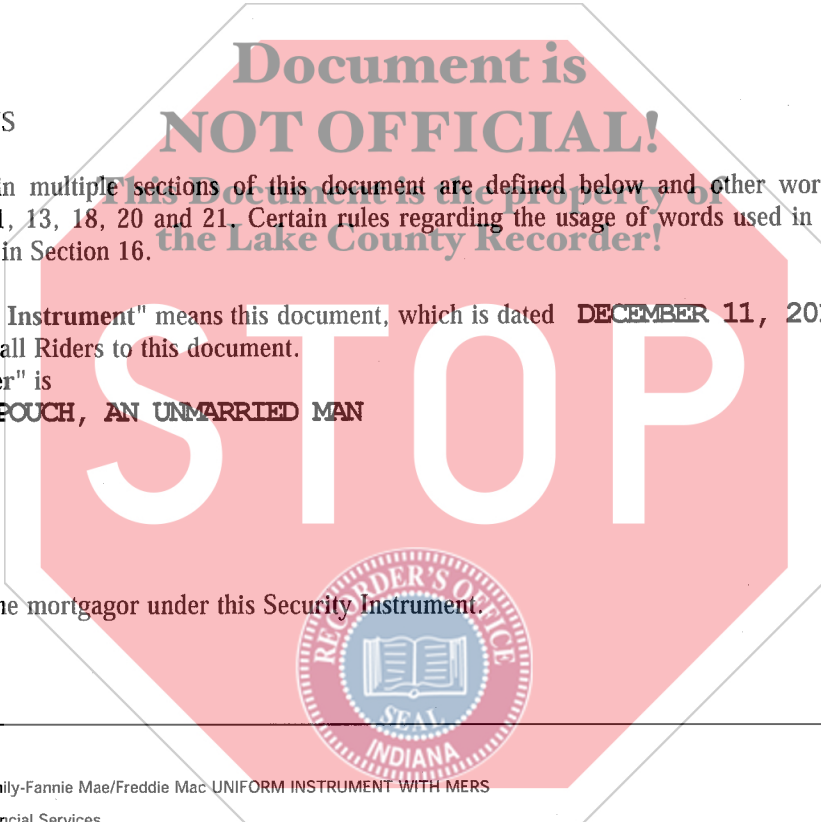 Document is
NOT OFFICIAL!
This Document is the property of
the Lake County Recorder!
S
in multiple sections of this document are defined below and other wor
1, 13, 18, 20 and 21. Certain rules regarding the usage of words used in
in Section 16.
Instrument" means this document, which is dated DECEMBER 11, 20
all Riders to this document.
er" is
POUCH, AN UNMARRIED MAN
STOP
he mortgagor under this Security Instrument.
RECORDER'S OFFICE
SEAL
INDIANA
mily-Fannie Mae/Freddie Mac UNIFORM INSTRUMENT WITH MERS
ncial Services